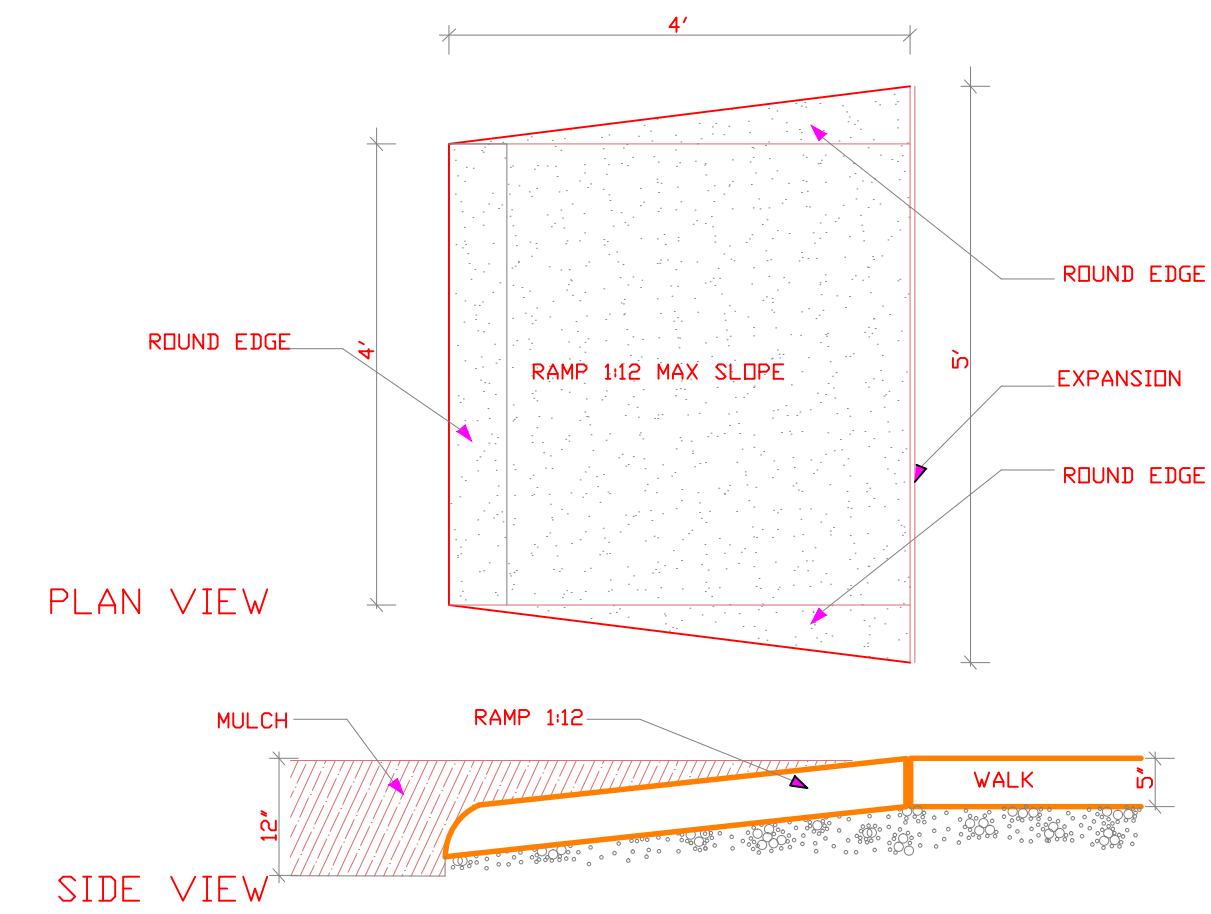 4'
ROUND EDGE
ROUND EDGE
4'
5'
RAMP 1:12 MAX SLOPE
EXPANSION
ROUND EDGE
PLAN VIEW
MULCH
RAMP 1:12
WALK
5"
12"
SIDE VIEW